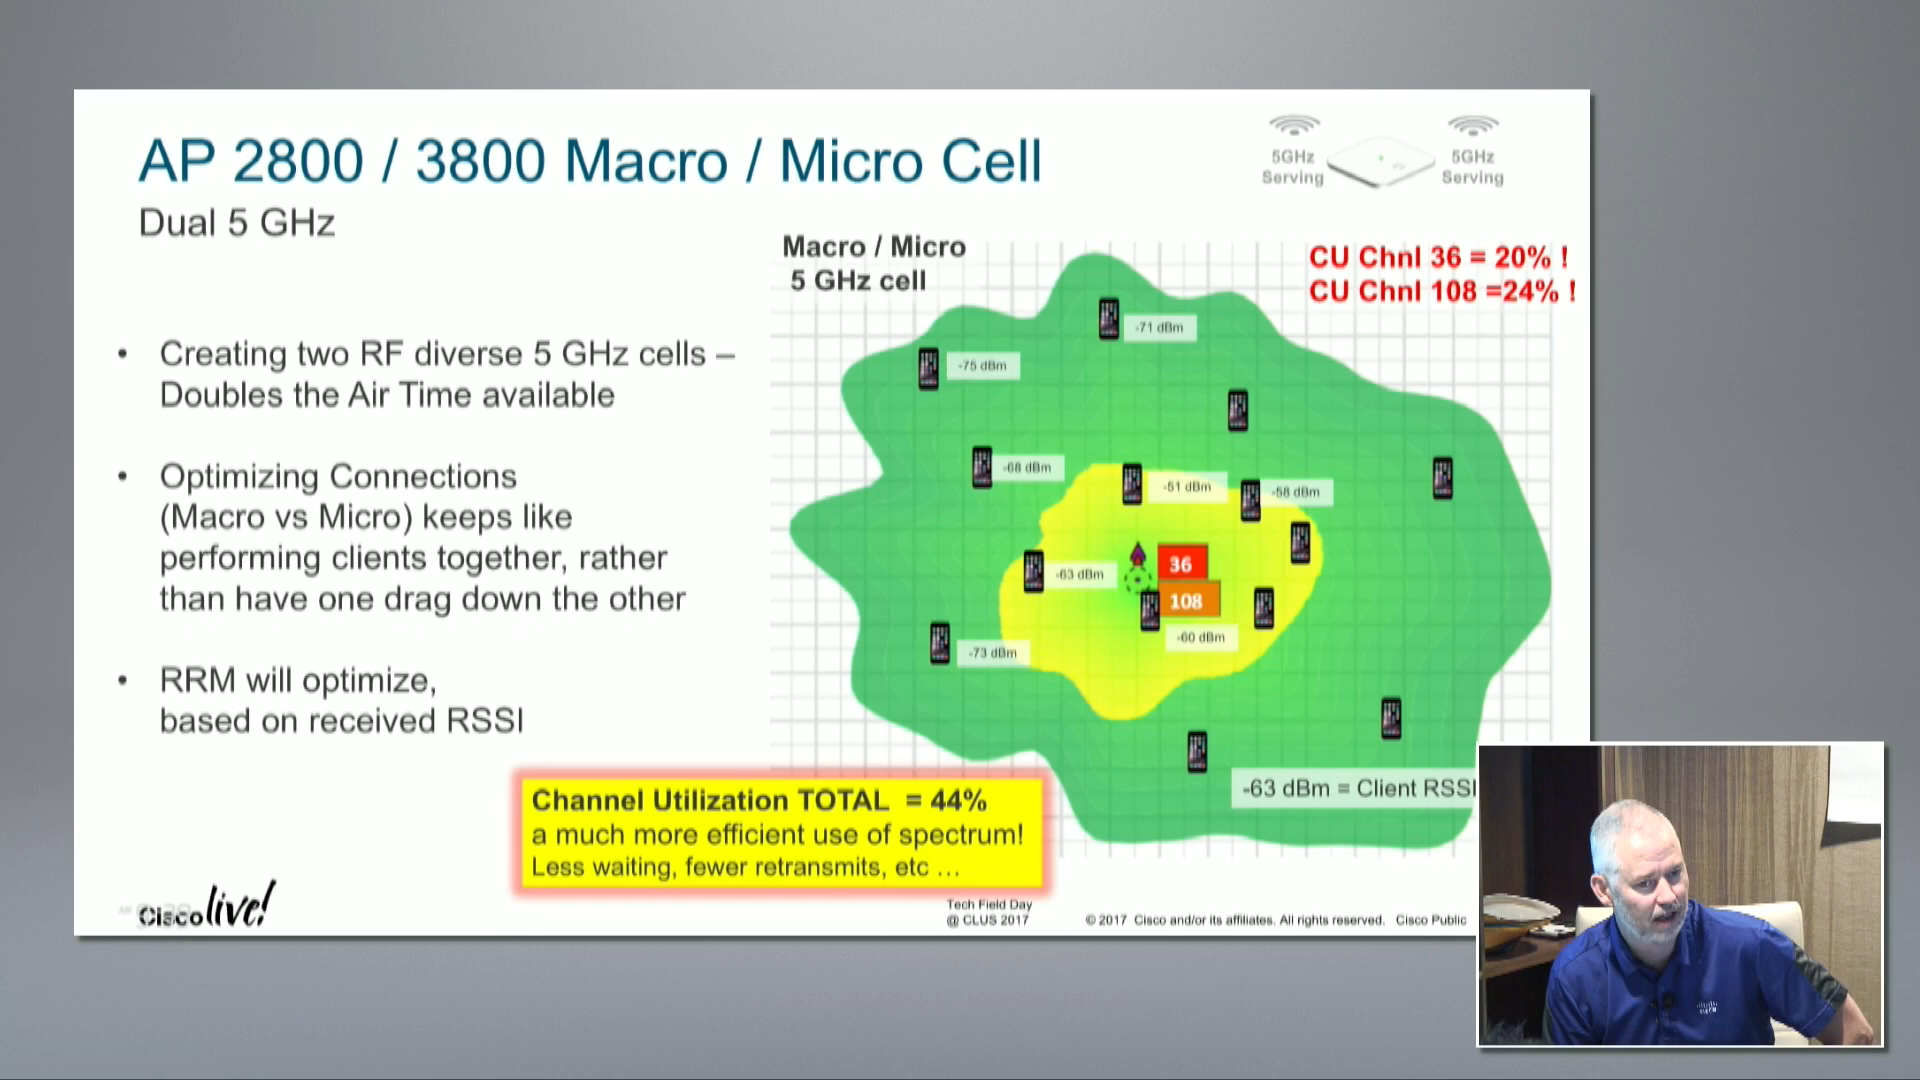 AP 2800 / 3800 Macro / Micro Cell
Dual 5 GHz
5GHz
Serving
5GHz
Serving
Macro / Micro
5 GHz cell
CU Chnl 36 = 20% !
CU Chnl 108 =24% !
• Creating two RF diverse 5 GHz cells –
Doubles the Air Time available
• Optimizing Connections
(Macro vs Micro) keeps like
performing clients together, rather
than have one drag down the other
• RRM will optimize,
based on received RSSI
-71 dBm
-75 dBm
-68 dBm
-51 dBm
-58 dBm
-63 dBm
36
108
-60 dBm
-73 dBm
-63 dBm = Client RSSI
Channel Utilization TOTAL = 44%
a much more efficient use of spectrum!
Less waiting, fewer retransmits, etc ...
Cisco live!
Tech Field Day
@ CLUS 2017
© 2017 Cisco and/or its affiliates. All rights reserved. Cisco Public